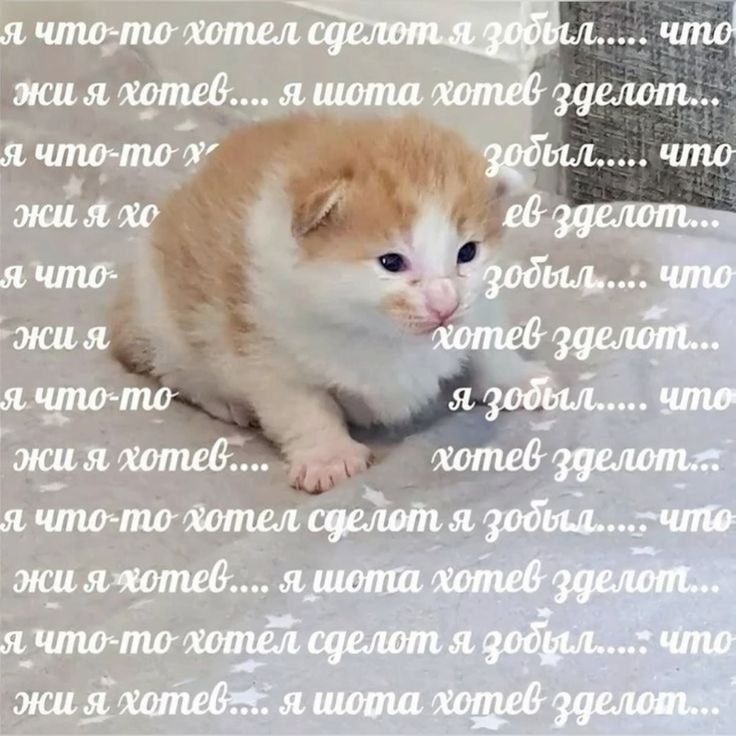 я что-то хотел сделот я зобыл..... что
жи я хотев.... я шота хотев зделот...
я что-то х зобыл..... что
жи я хо ев зделот...
я что- зобыл..... что
жи я хотев зделот...
я что-то я зобыл..... что
жи я хотев.... хотев зделот...
я что-то хотел сделот я зобыл..... что
жи я хотев.... я шота хотев зделот...
я что-то хотел сделот я зобыл..... что
жи я хотев.... я шота хотев зделот...